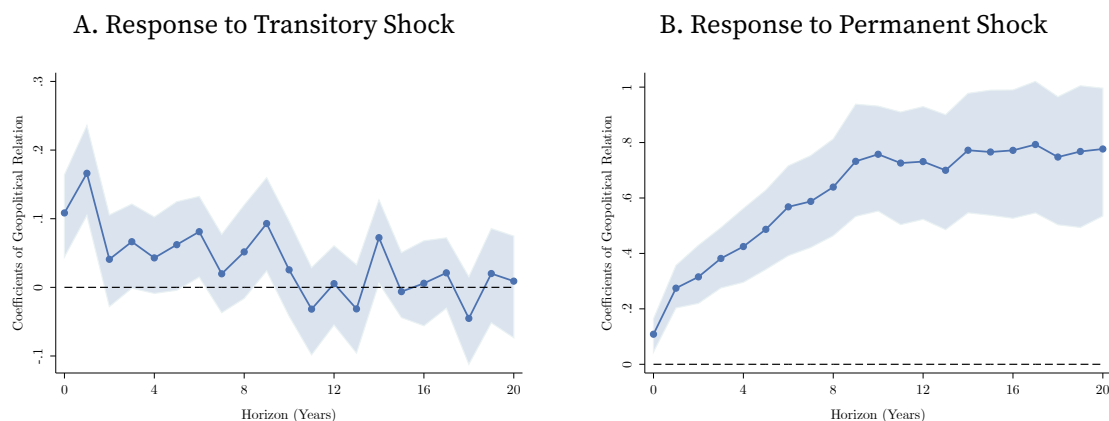 A. Response to Transitory Shock
Coefficients of Geopolitical Relation
.3
.2
.1
0
-.1
0 4 8 12 16 20
Horizon (Years)
B. Response to Permanent Shock
Coefficients of Geopolitical Relation
1
.8
.6
.4
.2
0
0 4 8 12 16 20
Horizon (Years)